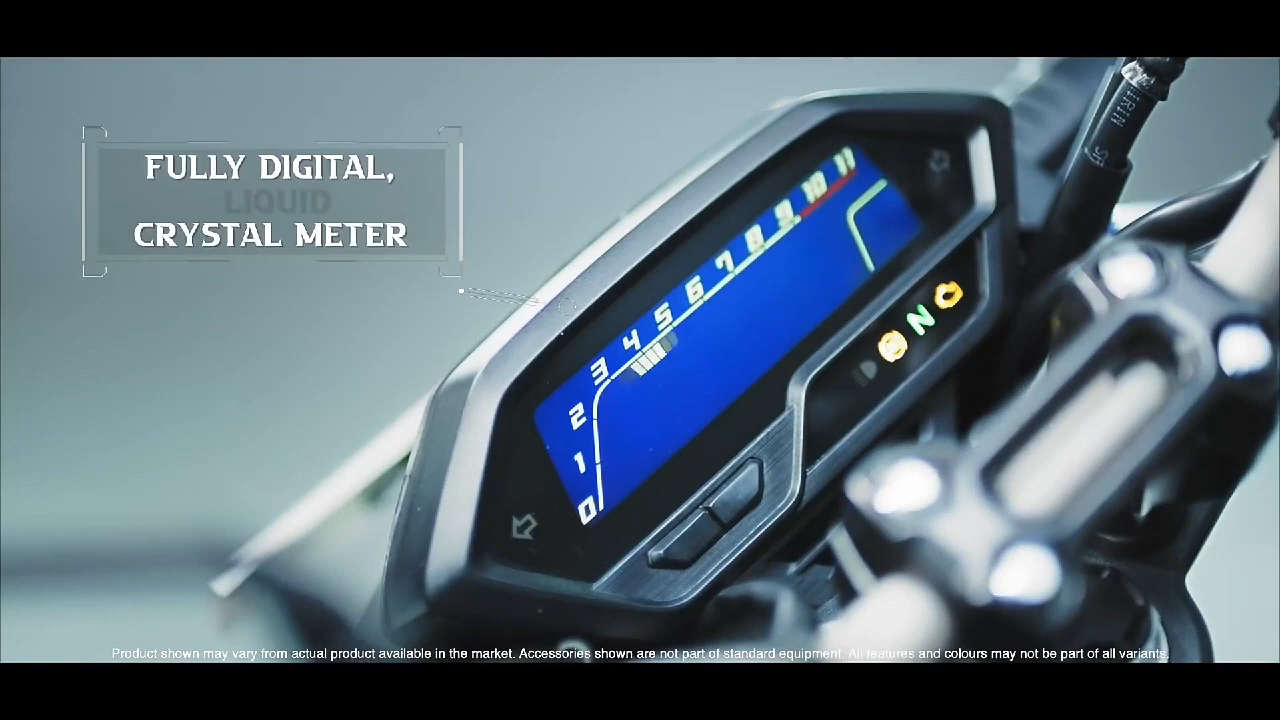 FULLY DIGITAL,
LIQUID
CRYSTAL METER
0 1 2 3 4 5 6 7 8 9 10 11
N
Product shown may vary from actual product available in the market. Accessories shown are not part of standard equipment. All features and colours may not be part of all variants.